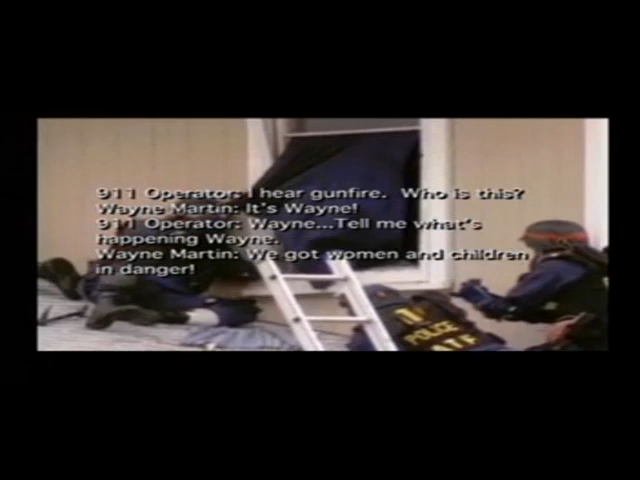 911 Operator: I hear gunfire.  Who is this?
Wayne Martin: It's Wayne!
911 Operator: Wayne...Tell me what's
happening Wayne.
Wayne Martin: We got women and children
in danger!
POLICE
ATF